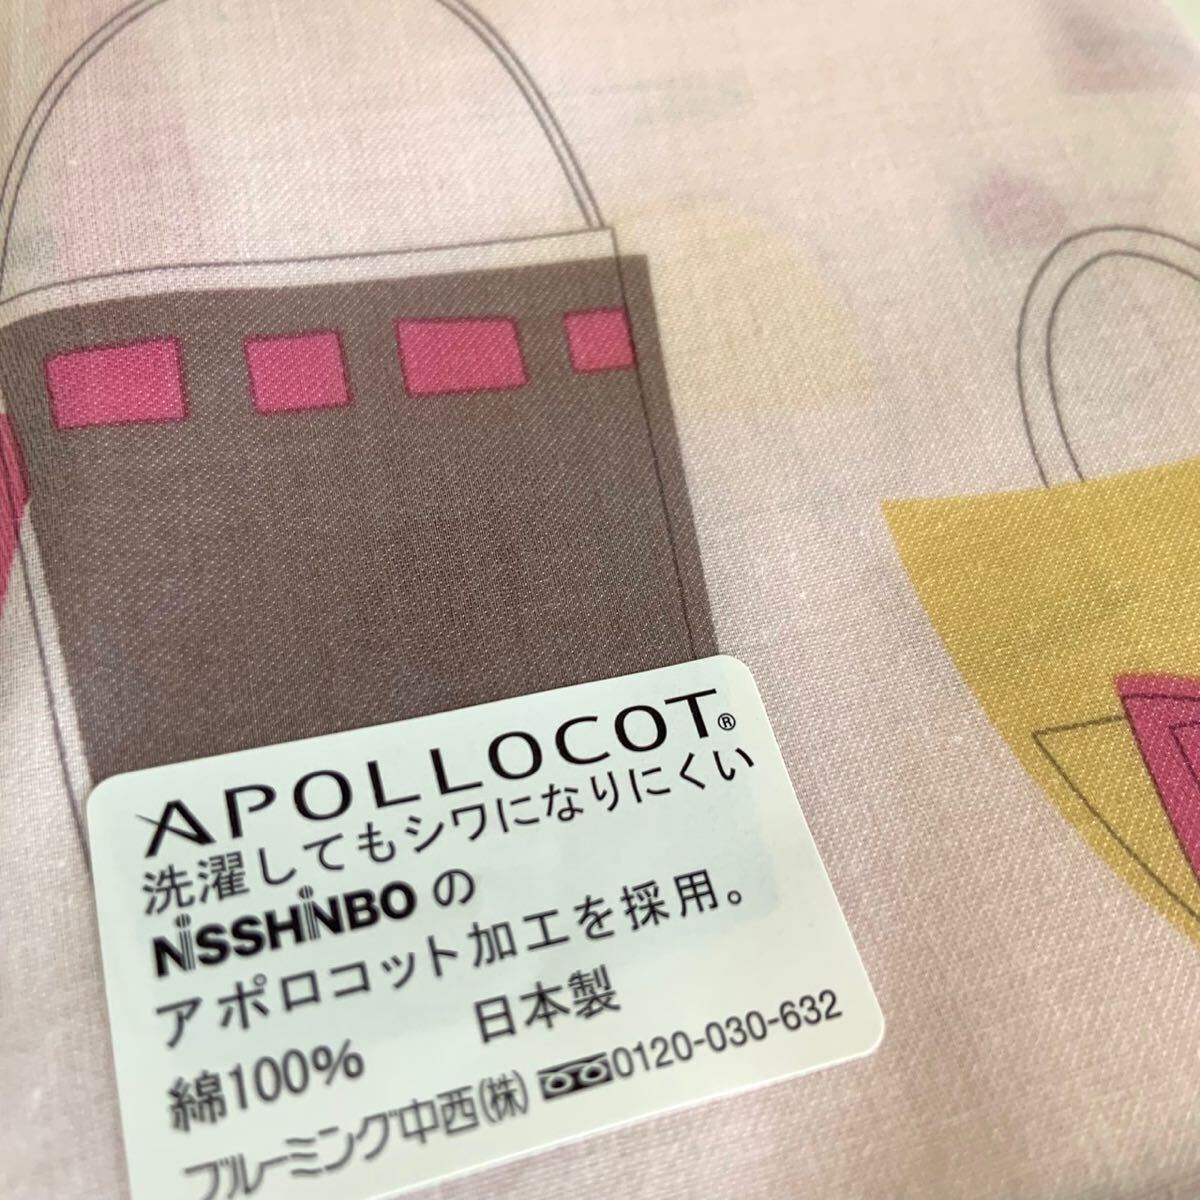 APOLLOCOT®
洗濯してもシワになりにくい
NISSHINBOの
アポロコット加工を採用。
綿100% 日本製
ブルーミング中西(株) 0120-030-632